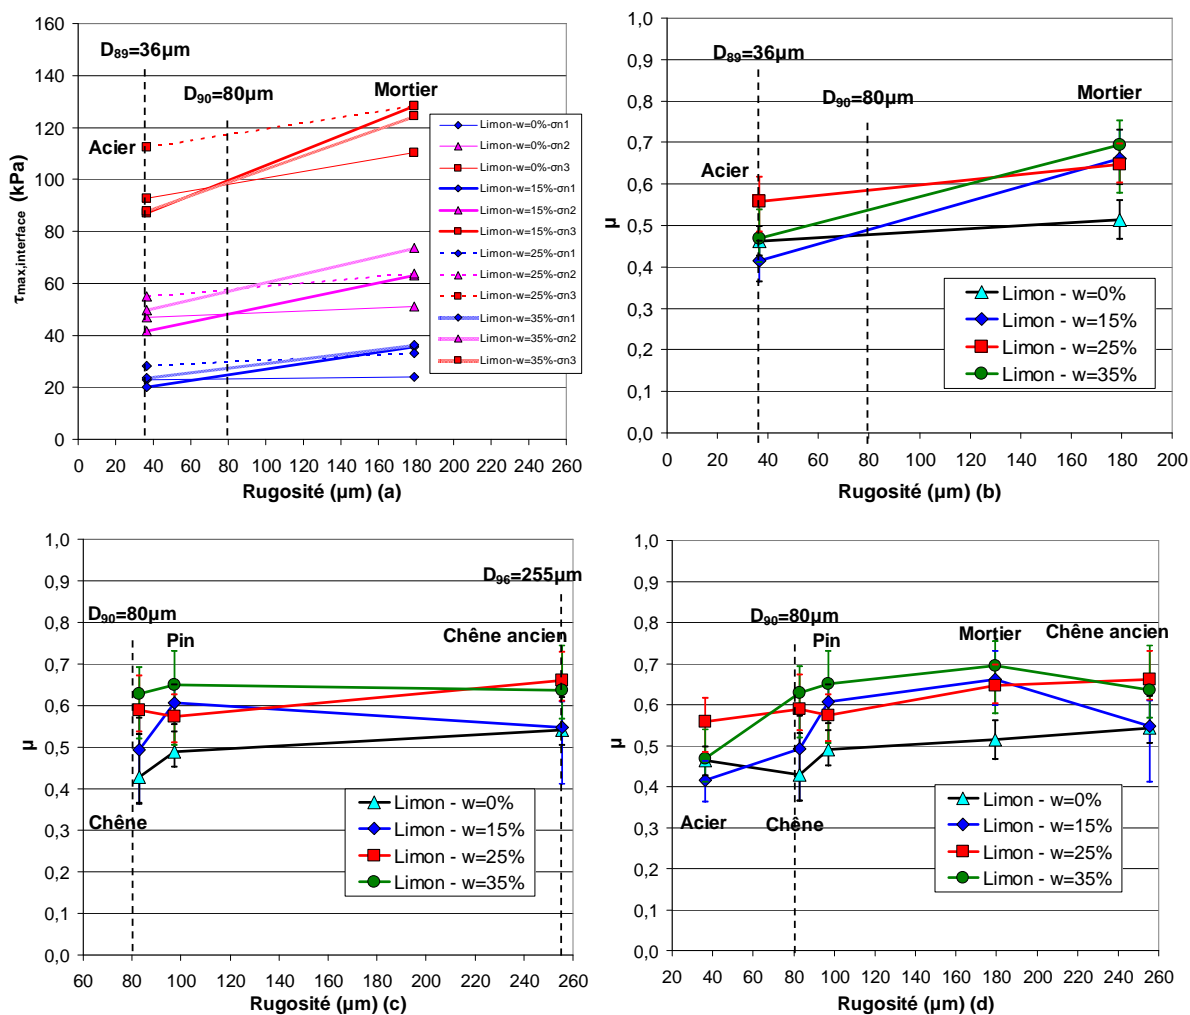 160
140
120
100
80
60
40
20
0
τmax,interface (kPa)
D89=36µm
D90=80µm
Mortier
Acier
Limon-w=0%-σn1
Limon-w=0%-σn2
Limon-w=0%-σn3
Limon-w=15%-σn1
Limon-w=15%-σn2
Limon-w=15%-σn3
Limon-w=25%-σn1
Limon-w=25%-σn2
Limon-w=25%-σn3
Limon-w=35%-σn1
Limon-w=35%-σn2
Limon-w=35%-σn3
0 20 40 60 80 100 120 140 160 180 200 220 240 260
Rugosité (µm) (a)
1,0
0,9
0,8
0,7
0,6
0,5
0,4
0,3
0,2
0,1
0,0
µ
D89=36µm
D90=80µm
Mortier
Acier
Limon - w=0%
Limon - w=15%
Limon - w=25%
Limon - w=35%
0 20 40 60 80 100 120 140 160 180 200
Rugosité (µm) (b)
1,0
0,9
0,8
0,7
0,6
0,5
0,4
0,3
0,2
0,1
0,0
µ
D96=255µm
D90=80µm
Pin
Chêne ancien
Chêne
Limon - w=0%
Limon - w=15%
Limon - w=25%
Limon - w=35%
60 80 100 120 140 160 180 200 220 240 260
Rugosité (µm) (c)
1,0
0,9
0,8
0,7
0,6
0,5
0,4
0,3
0,2
0,1
0,0
µ
D90=80µm
Pin
Mortier
Chêne ancien
Acier
Chêne
Limon - w=0%
Limon - w=15%
Limon - w=25%
Limon - w=35%
20 40 60 80 100 120 140 160 180 200 220 240 260
Rugosité (µm) (d)